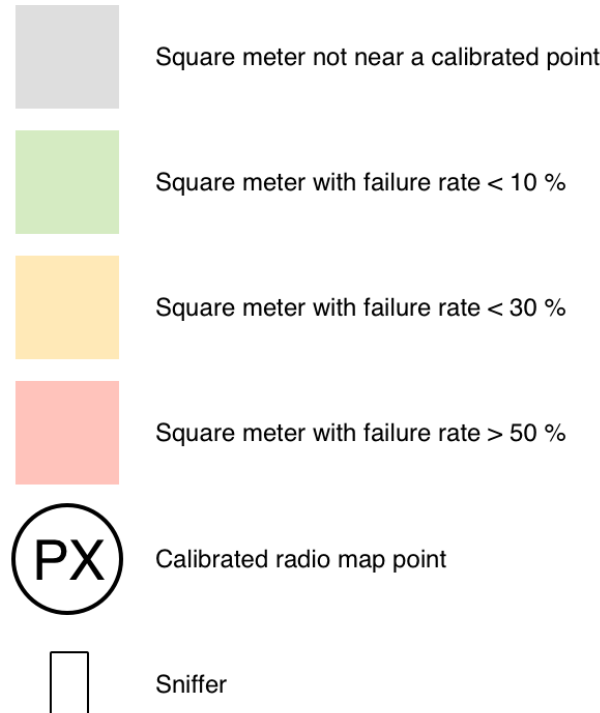 Square meter not near a calibrated point
Square meter with failure rate < 10 %
Square meter with failure rate < 30 %
Square meter with failure rate > 50 %
PX Calibrated radio map point
Sniffer